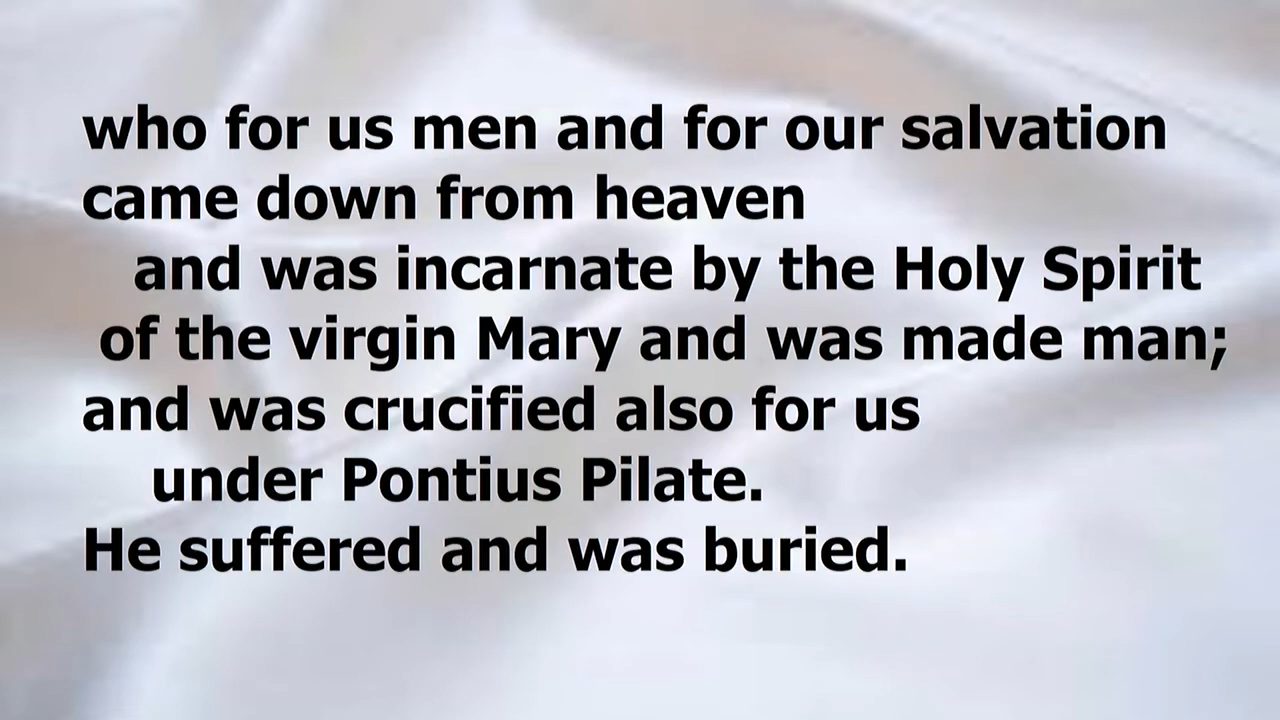 who for us men and for our salvation
came down from heaven
and was incarnate by the Holy Spirit
of the virgin Mary and was made man;
and was crucified also for us
under Pontius Pilate.
He suffered and was buried.